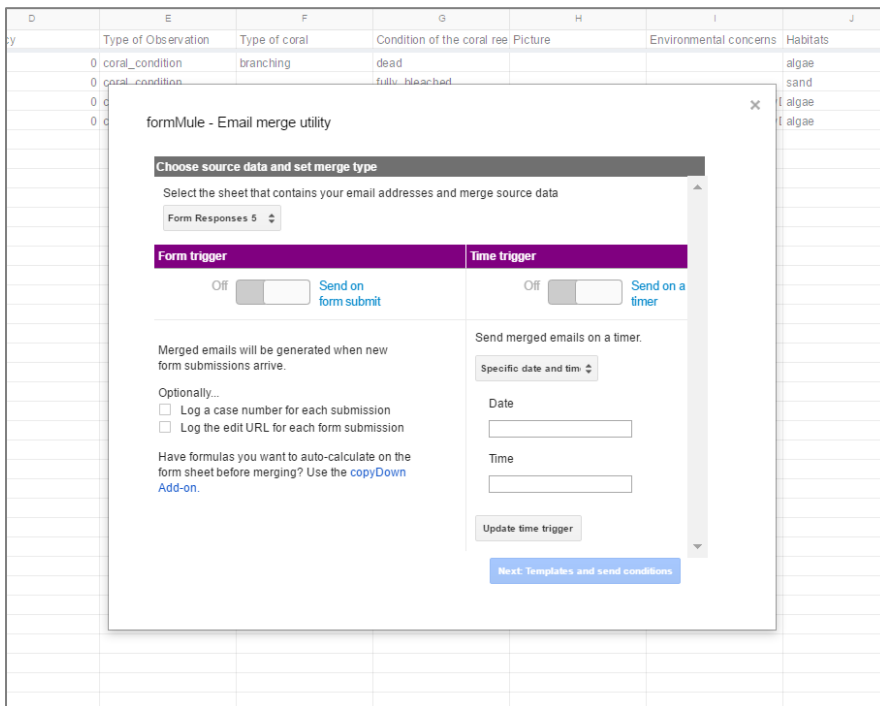 D E F G H I J
cy Type of Observation Type of coral Condition of the coral ree Picture Environmental concerns Habitats
0 coral_condition branching dead algae
0 coral_condition fully_bleached sand
0 c algae
0 c algae
formMule - Email merge utility
Choose source data and set merge type
Select the sheet that contains your email addresses and merge source data
Form Responses 5
Form trigger
Off Send on
form submit
Merged emails will be generated when new
form submissions arrive.
Optionally...
Log a case number for each submission
Log the edit URL for each form submission
Have formulas you want to auto-calculate on the
form sheet before merging? Use the copyDown
Add-on.
Time trigger
Off Send on a
timer
Send merged emails on a timer.
Specific date and tim
Date
Time
Update time trigger
Next: Templates and send conditions